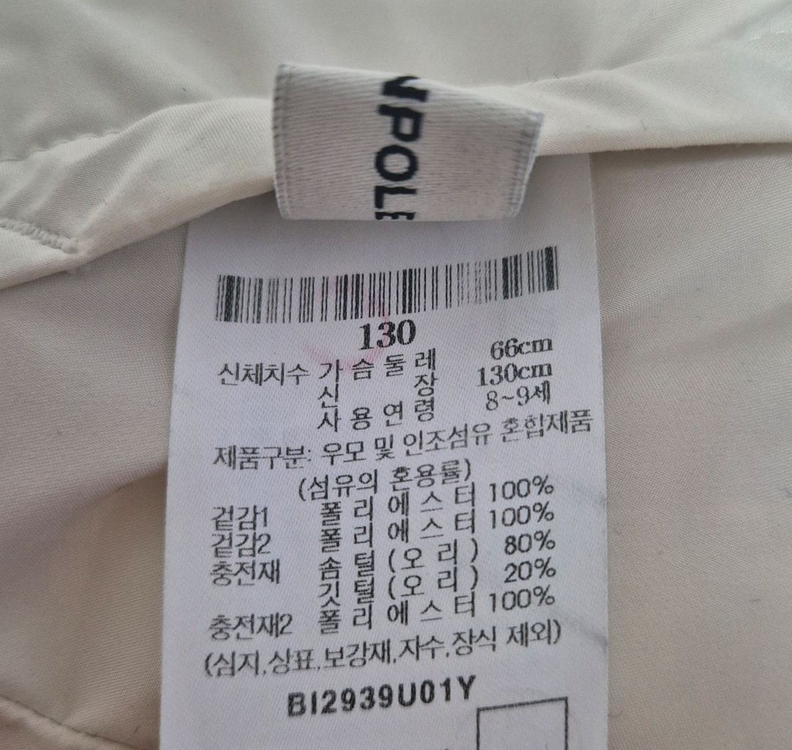 NPOLE
130
신체치수 가슴둘레 66cm
신장 130cm
사용연령 8~9세
제품구분: 우모 및 인조섬유 혼합제품
(섬유의 혼용률)
겉감1 폴리에스터 100%
겉감2 폴리에스터 100%
충전재 솜털(오리) 80%
깃털(오리) 20%
충전재2 폴리에스터 100%
(심지,상표,보강재,자수,장식 제외)
BI2939U01Y